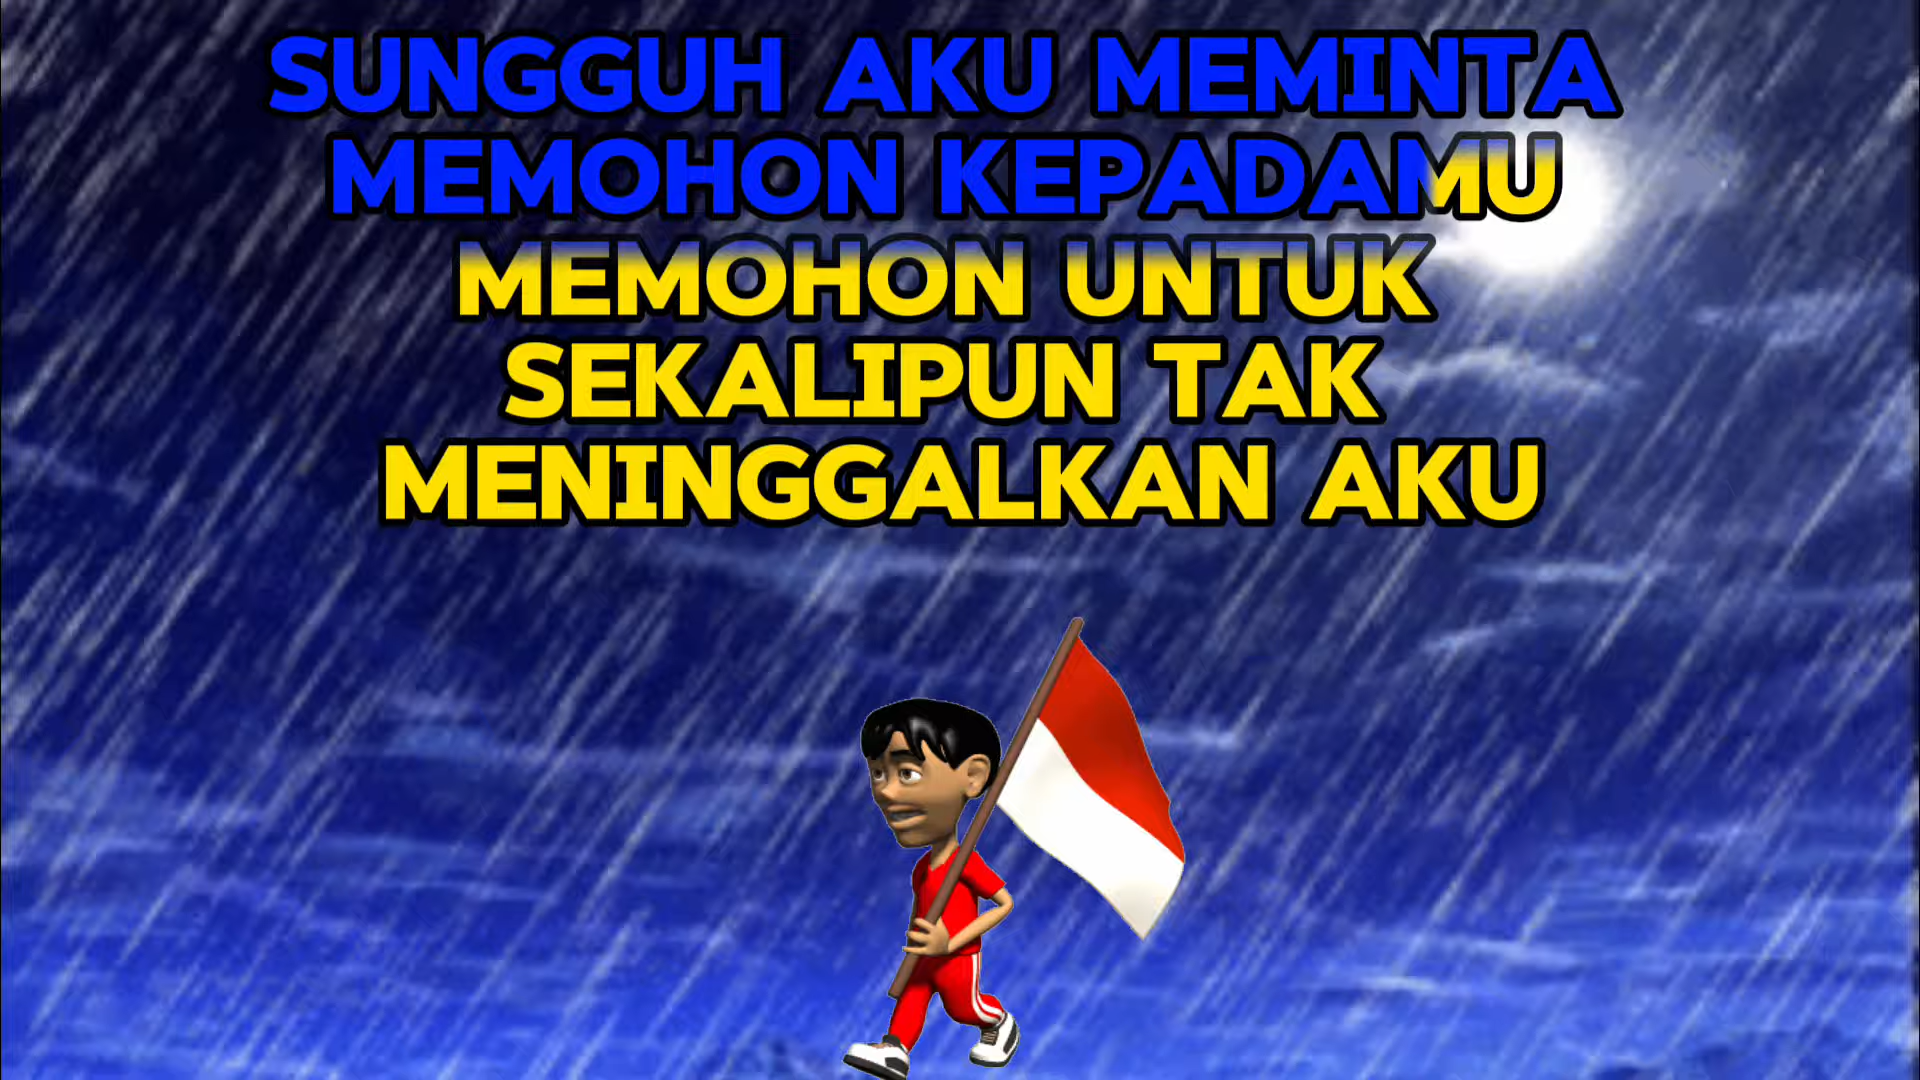 SUNGGUH AKU MEMINTA
MEMOHON KEPADAMU
MEMOHON UNTUK
SEKALIPUN TAK
MENINGGALKAN AKU